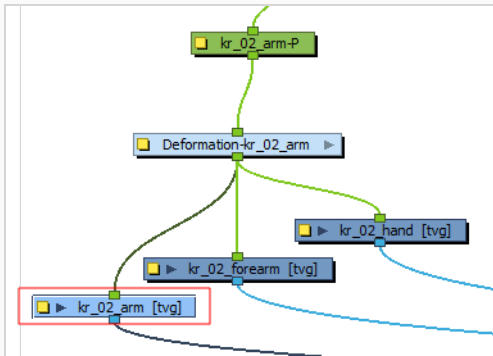 kr_02_arm-P
Deformation-kr_02_arm
kr_02_hand [tvg]
kr_02_forearm [tvg]
kr_02_arm [tvg]